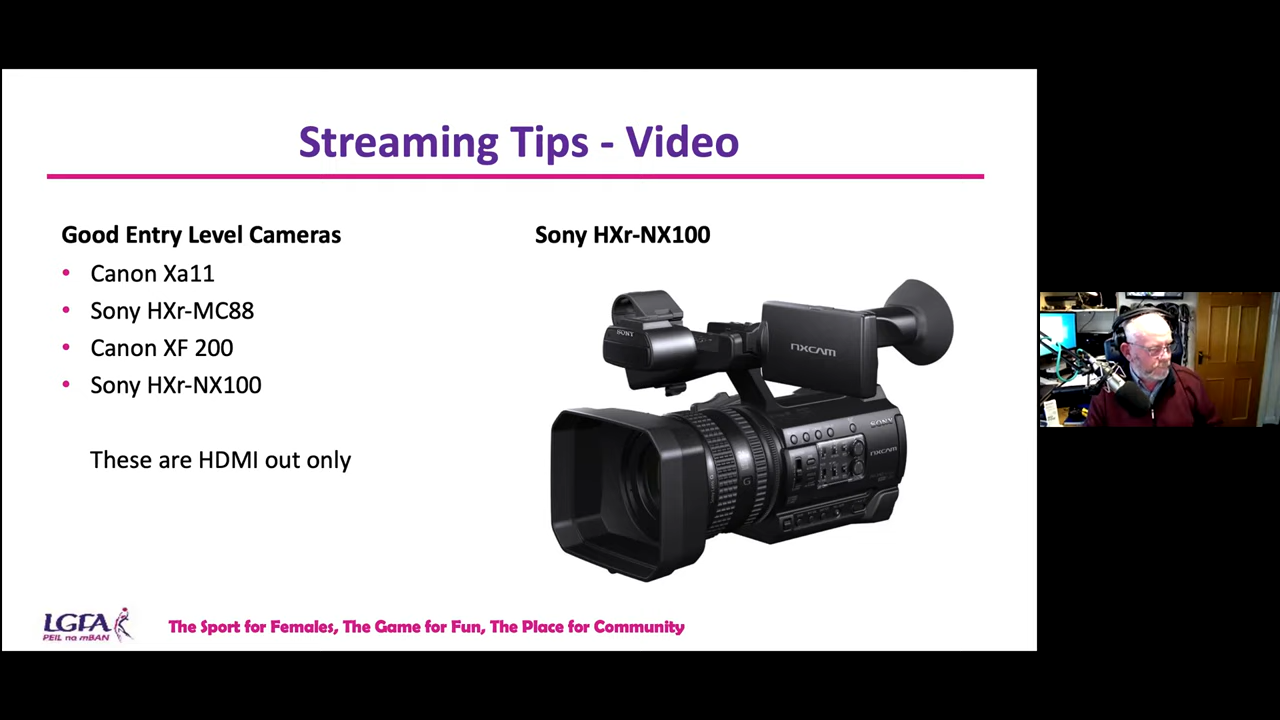 Streaming Tips - Video
Good Entry Level Cameras
• Canon Xa11
• Sony HXr-MC88
• Canon XF 200
• Sony HXr-NX100
These are HDMI out only
Sony HXr-NX100
SONY
NXCAM
SONY
NXCAM
G
LGFA
PEIL na mBAN
The Sport for Females, The Game for Fun, The Place for Community